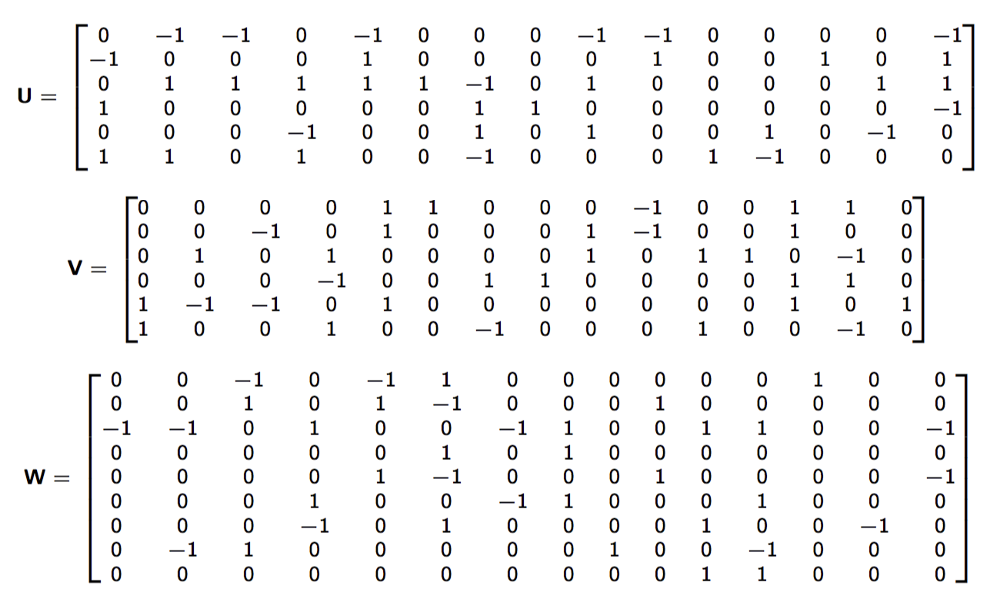 0 −1 −1 0 −1 0 0 0 −1 −1 0 0 0 0 −1
−1 0 0 0 1 0 0 0 0 1 0 0 1 0 1
U = 0 1 1 1 1 1 −1 0 1 0 0 0 0 1 1
1 0 0 0 0 0 1 1 0 0 0 0 0 0 −1
0 0 0 −1 0 0 1 0 1 0 0 1 0 −1 0
1 1 0 1 0 0 −1 0 0 0 1 −1 0 0 0
0 0 0 0 1 1 0 0 0 −1 0 0 1 1 0
0 0 −1 0 1 0 0 0 1 −1 0 0 1 0 0
V = 0 1 0 1 0 0 0 0 1 0 1 1 0 −1 0
0 0 0 −1 0 0 1 1 0 0 0 0 1 1 0
1 −1 −1 0 1 0 0 0 0 0 0 0 1 0 1
1 0 0 1 0 0 −1 0 0 0 1 0 0 −1 0
0 0 −1 0 −1 1 0 0 0 0 0 0 1 0 0
0 0 1 0 1 −1 0 0 0 1 0 0 0 0 0
−1 −1 0 1 0 0 −1 1 0 0 1 1 0 0 −1
0 0 0 0 0 1 0 1 0 0 0 0 0 0 0
W = 0 0 0 0 1 −1 0 0 0 1 0 0 0 0 −1
0 0 0 1 0 0 −1 1 0 0 0 1 0 0 0
0 0 0 −1 0 1 0 0 0 0 1 0 0 −1 0
0 −1 1 0 0 0 0 0 1 0 0 −1 0 0 0
0 0 0 0 0 0 0 0 0 0 1 1 0 0 0